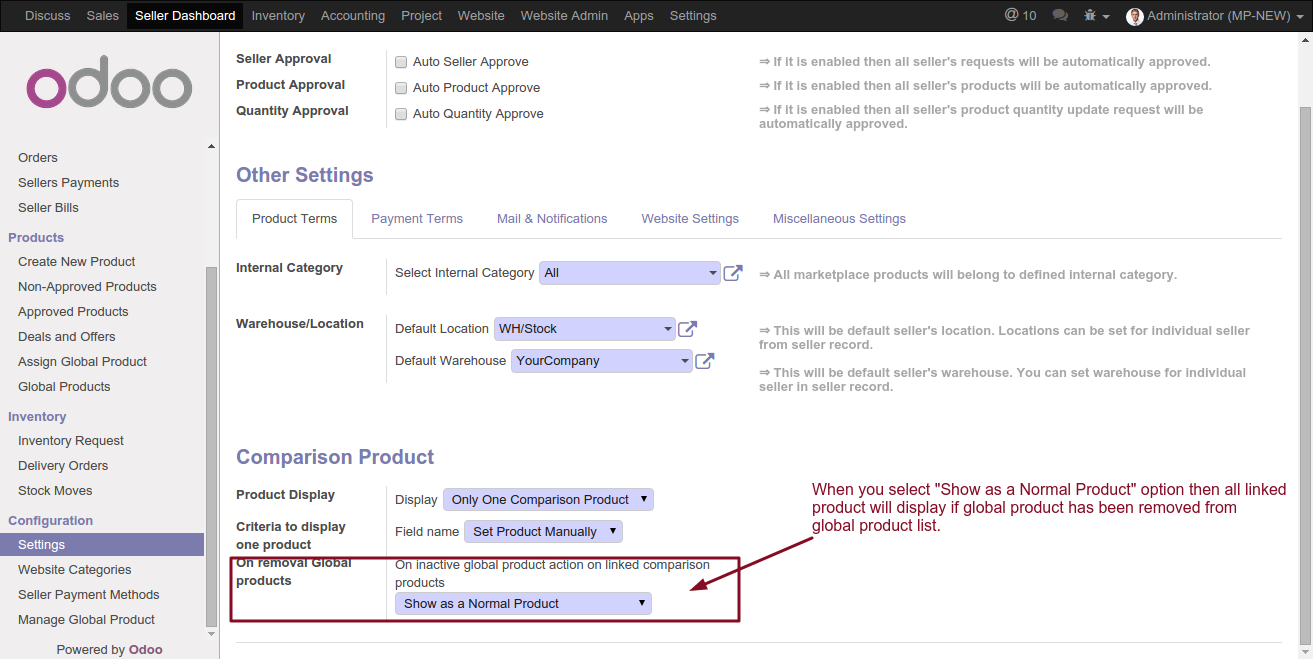 Discuss Sales Seller Dashboard Inventory Accounting Project Website Website Admin Apps Settings @ 10 Administrator (MP-NEW)
odoo
Orders
Sellers Payments
Seller Bills
Products
Create New Product
Non-Approved Products
Approved Products
Deals and Offers
Assign Global Product
Global Products
Inventory
Inventory Request
Delivery Orders
Stock Moves
Configuration
Settings
Website Categories
Seller Payment Methods
Manage Global Product
Powered by Odoo
Seller Approval Auto Seller Approve ⇒ If it is enabled then all seller's requests will be automatically approved.
Product Approval Auto Product Approve ⇒ If it is enabled then all seller's products will be automatically approved.
Quantity Approval Auto Quantity Approve ⇒ If it is enabled then all seller's product quantity update request will be
automatically approved.
Other Settings
Product Terms Payment Terms Mail & Notifications Website Settings Miscellaneous Settings
Internal Category Select Internal Category All ⇒ All marketplace products will belong to defined internal category.
Warehouse/Location Default Location WH/Stock ⇒ This will be default seller's location. Locations can be set for individual seller
from seller record.
Default Warehouse YourCompany ⇒ This will be default seller's warehouse. You can set warehouse for individual
seller in seller record.
Comparison Product
Product Display Display Only One Comparison Product
Criteria to display
one product
Field name Set Product Manually
On removal Global
products
On inactive global product action on linked comparison
products
Show as a Normal Product
When you select "Show as a Normal Product" option then all linked
product will display if global product has been removed from
global product list.